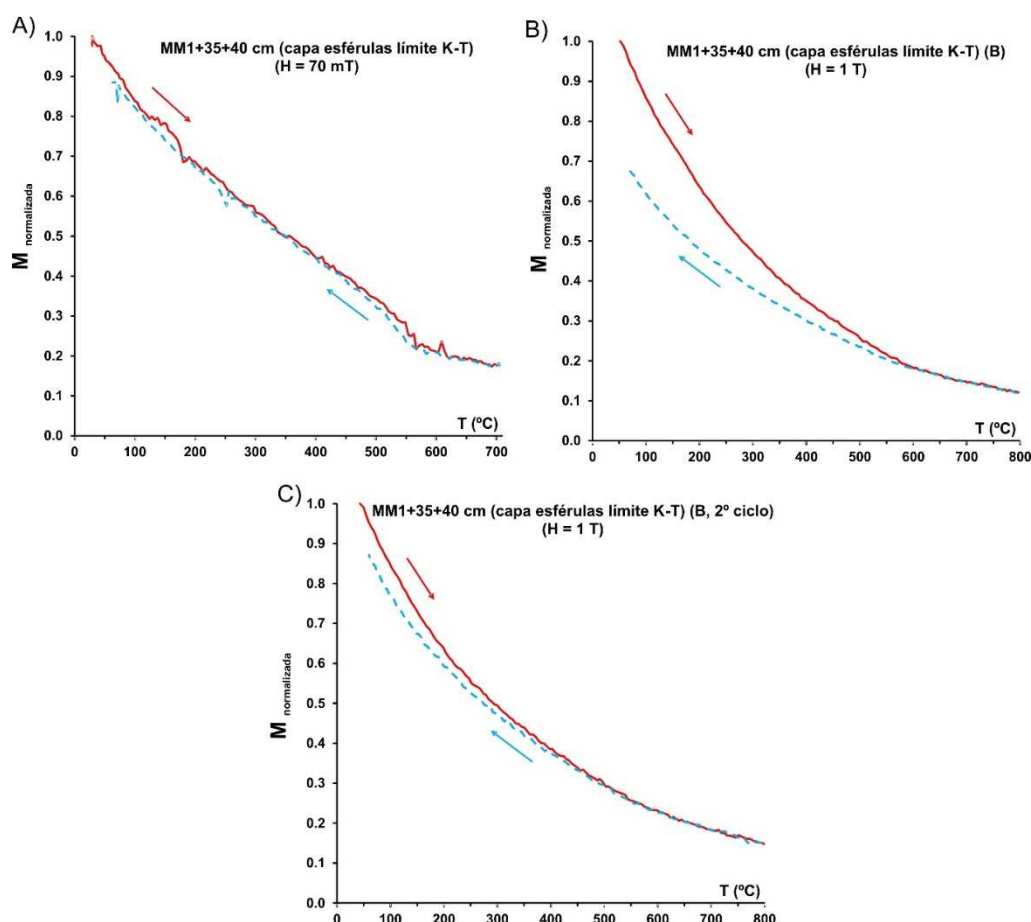 A)
MM1+35+40 cm (capa esférulas límite K-T)
(H = 70 mT)
M normalizada
1.0
0.9
0.8
0.7
0.6
0.5
0.4
0.3
0.2
0.1
0.0
T (ºC)
0 100 200 300 400 500 600 700
B)
MM1+35+40 cm (capa esférulas límite K-T) (B)
(H = 1 T)
M normalizada
1.0
0.9
0.8
0.7
0.6
0.5
0.4
0.3
0.2
0.1
0.0
T (ºC)
0 100 200 300 400 500 600 700 800
C)
MM1+35+40 cm (capa esférulas límite K-T) (B, 2º ciclo)
(H = 1 T)
M normalizada
1.0
0.9
0.8
0.7
0.6
0.5
0.4
0.3
0.2
0.1
0.0
T (ºC)
0 100 200 300 400 500 600 700 800